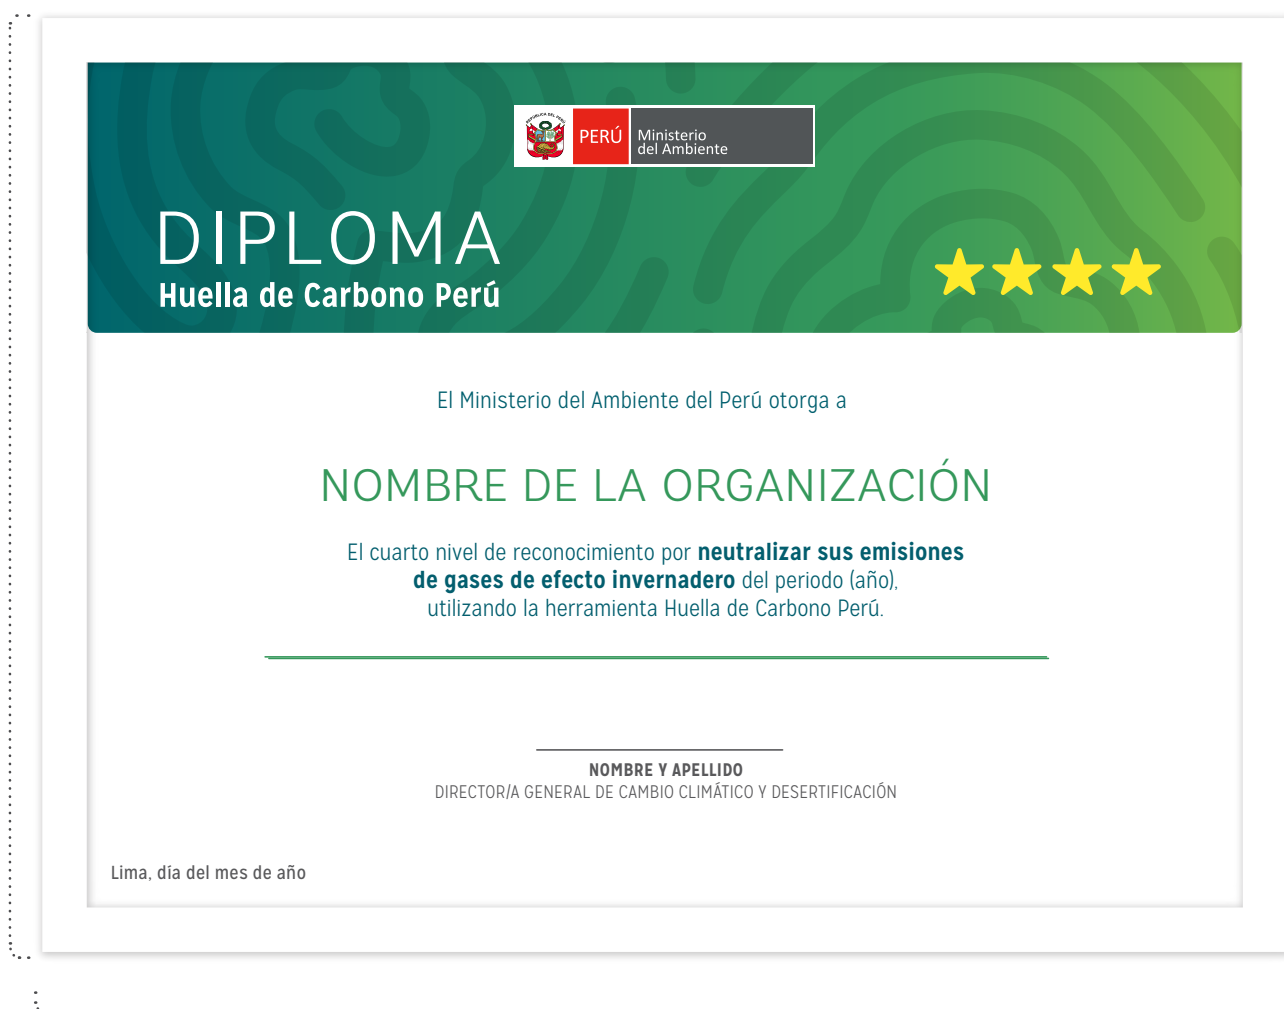 REPÚBLICA DEL PERÚ
PERÚ
Ministerio
del Ambiente
DIPLOMA
Huella de Carbono Perú
El Ministerio del Ambiente del Perú otorga a
NOMBRE DE LA ORGANIZACIÓN
El cuarto nivel de reconocimiento por neutralizar sus emisiones
de gases de efecto invernadero del periodo (año),
utilizando la herramienta Huella de Carbono Perú.
NOMBRE Y APELLIDO
DIRECTOR/A GENERAL DE CAMBIO CLIMÁTICO Y DESERTIFICACIÓN
Lima, día del mes de año